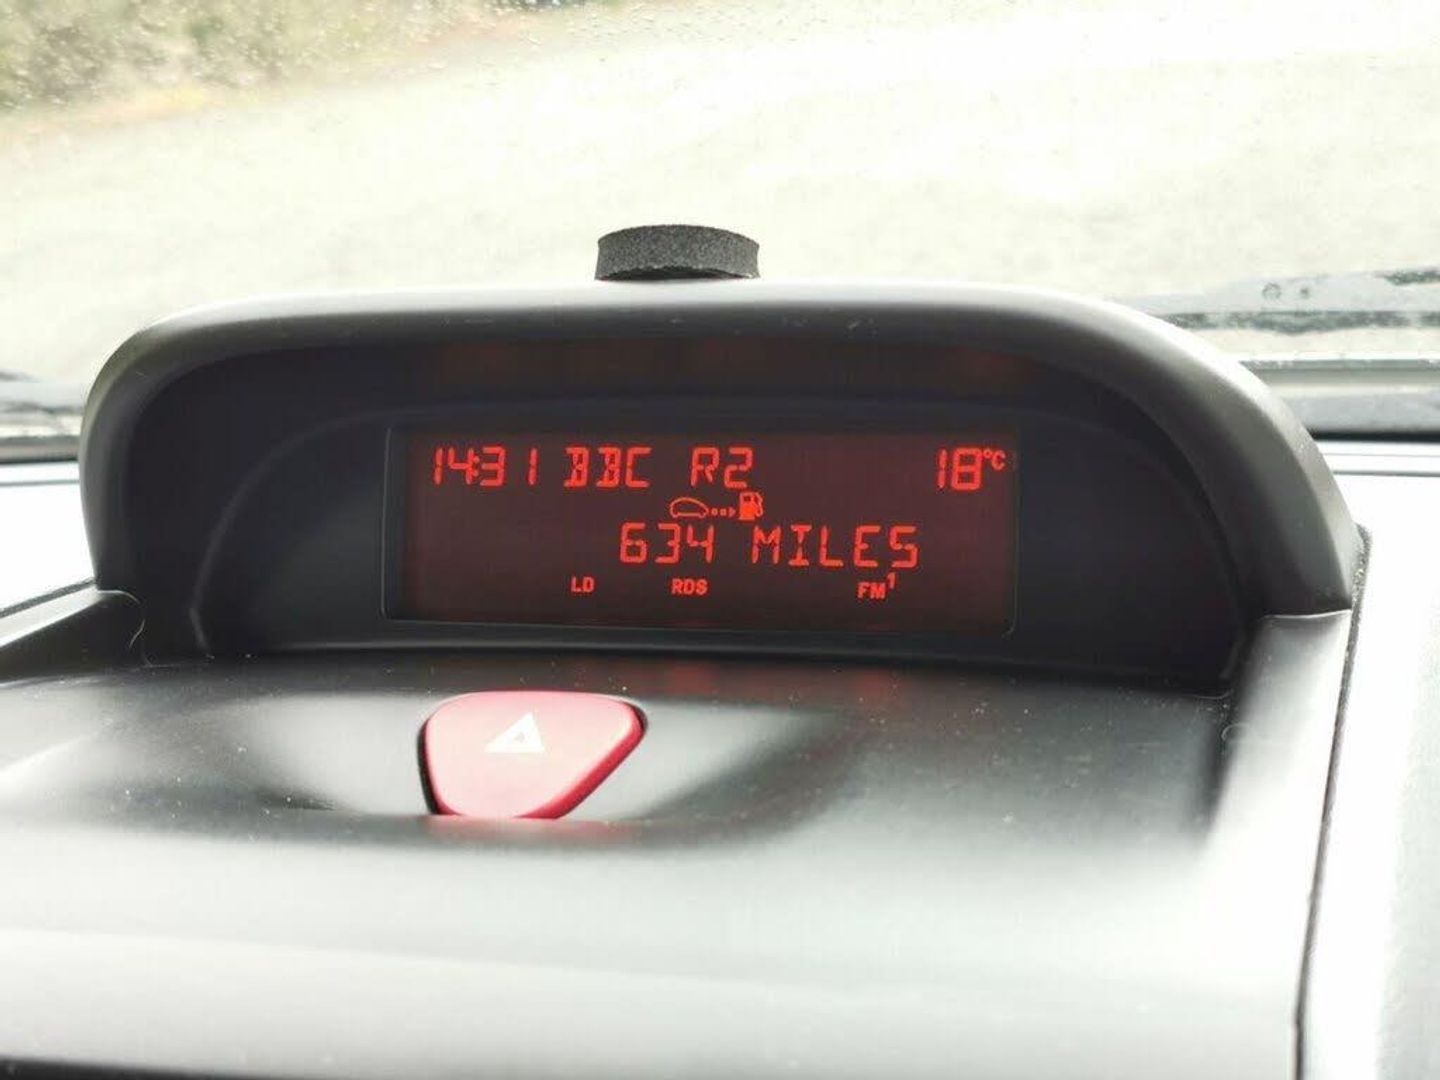 14:31 BBC R2 18°C
634 MILES
LD RDS FM1